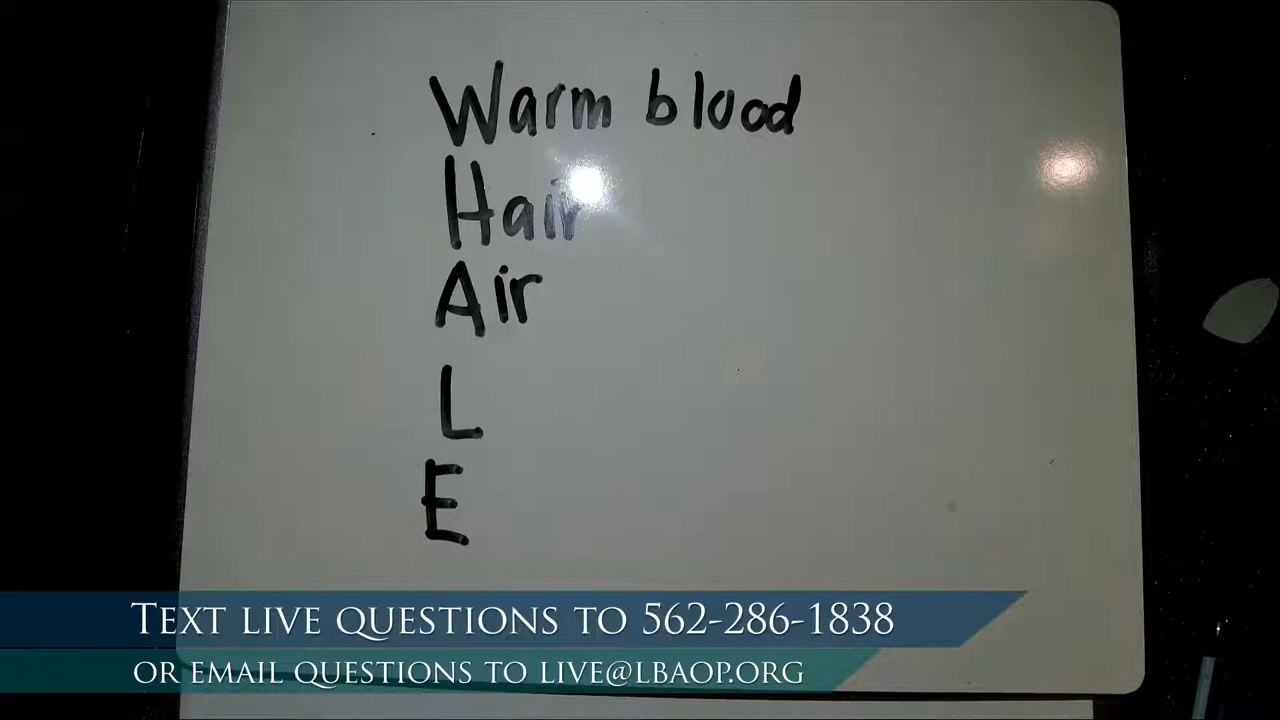 Warm blood
Hair
Air
L
E
TEXT LIVE QUESTIONS TO 562-286-1838
OR EMAIL QUESTIONS TO LIVE@LBAOP.ORG